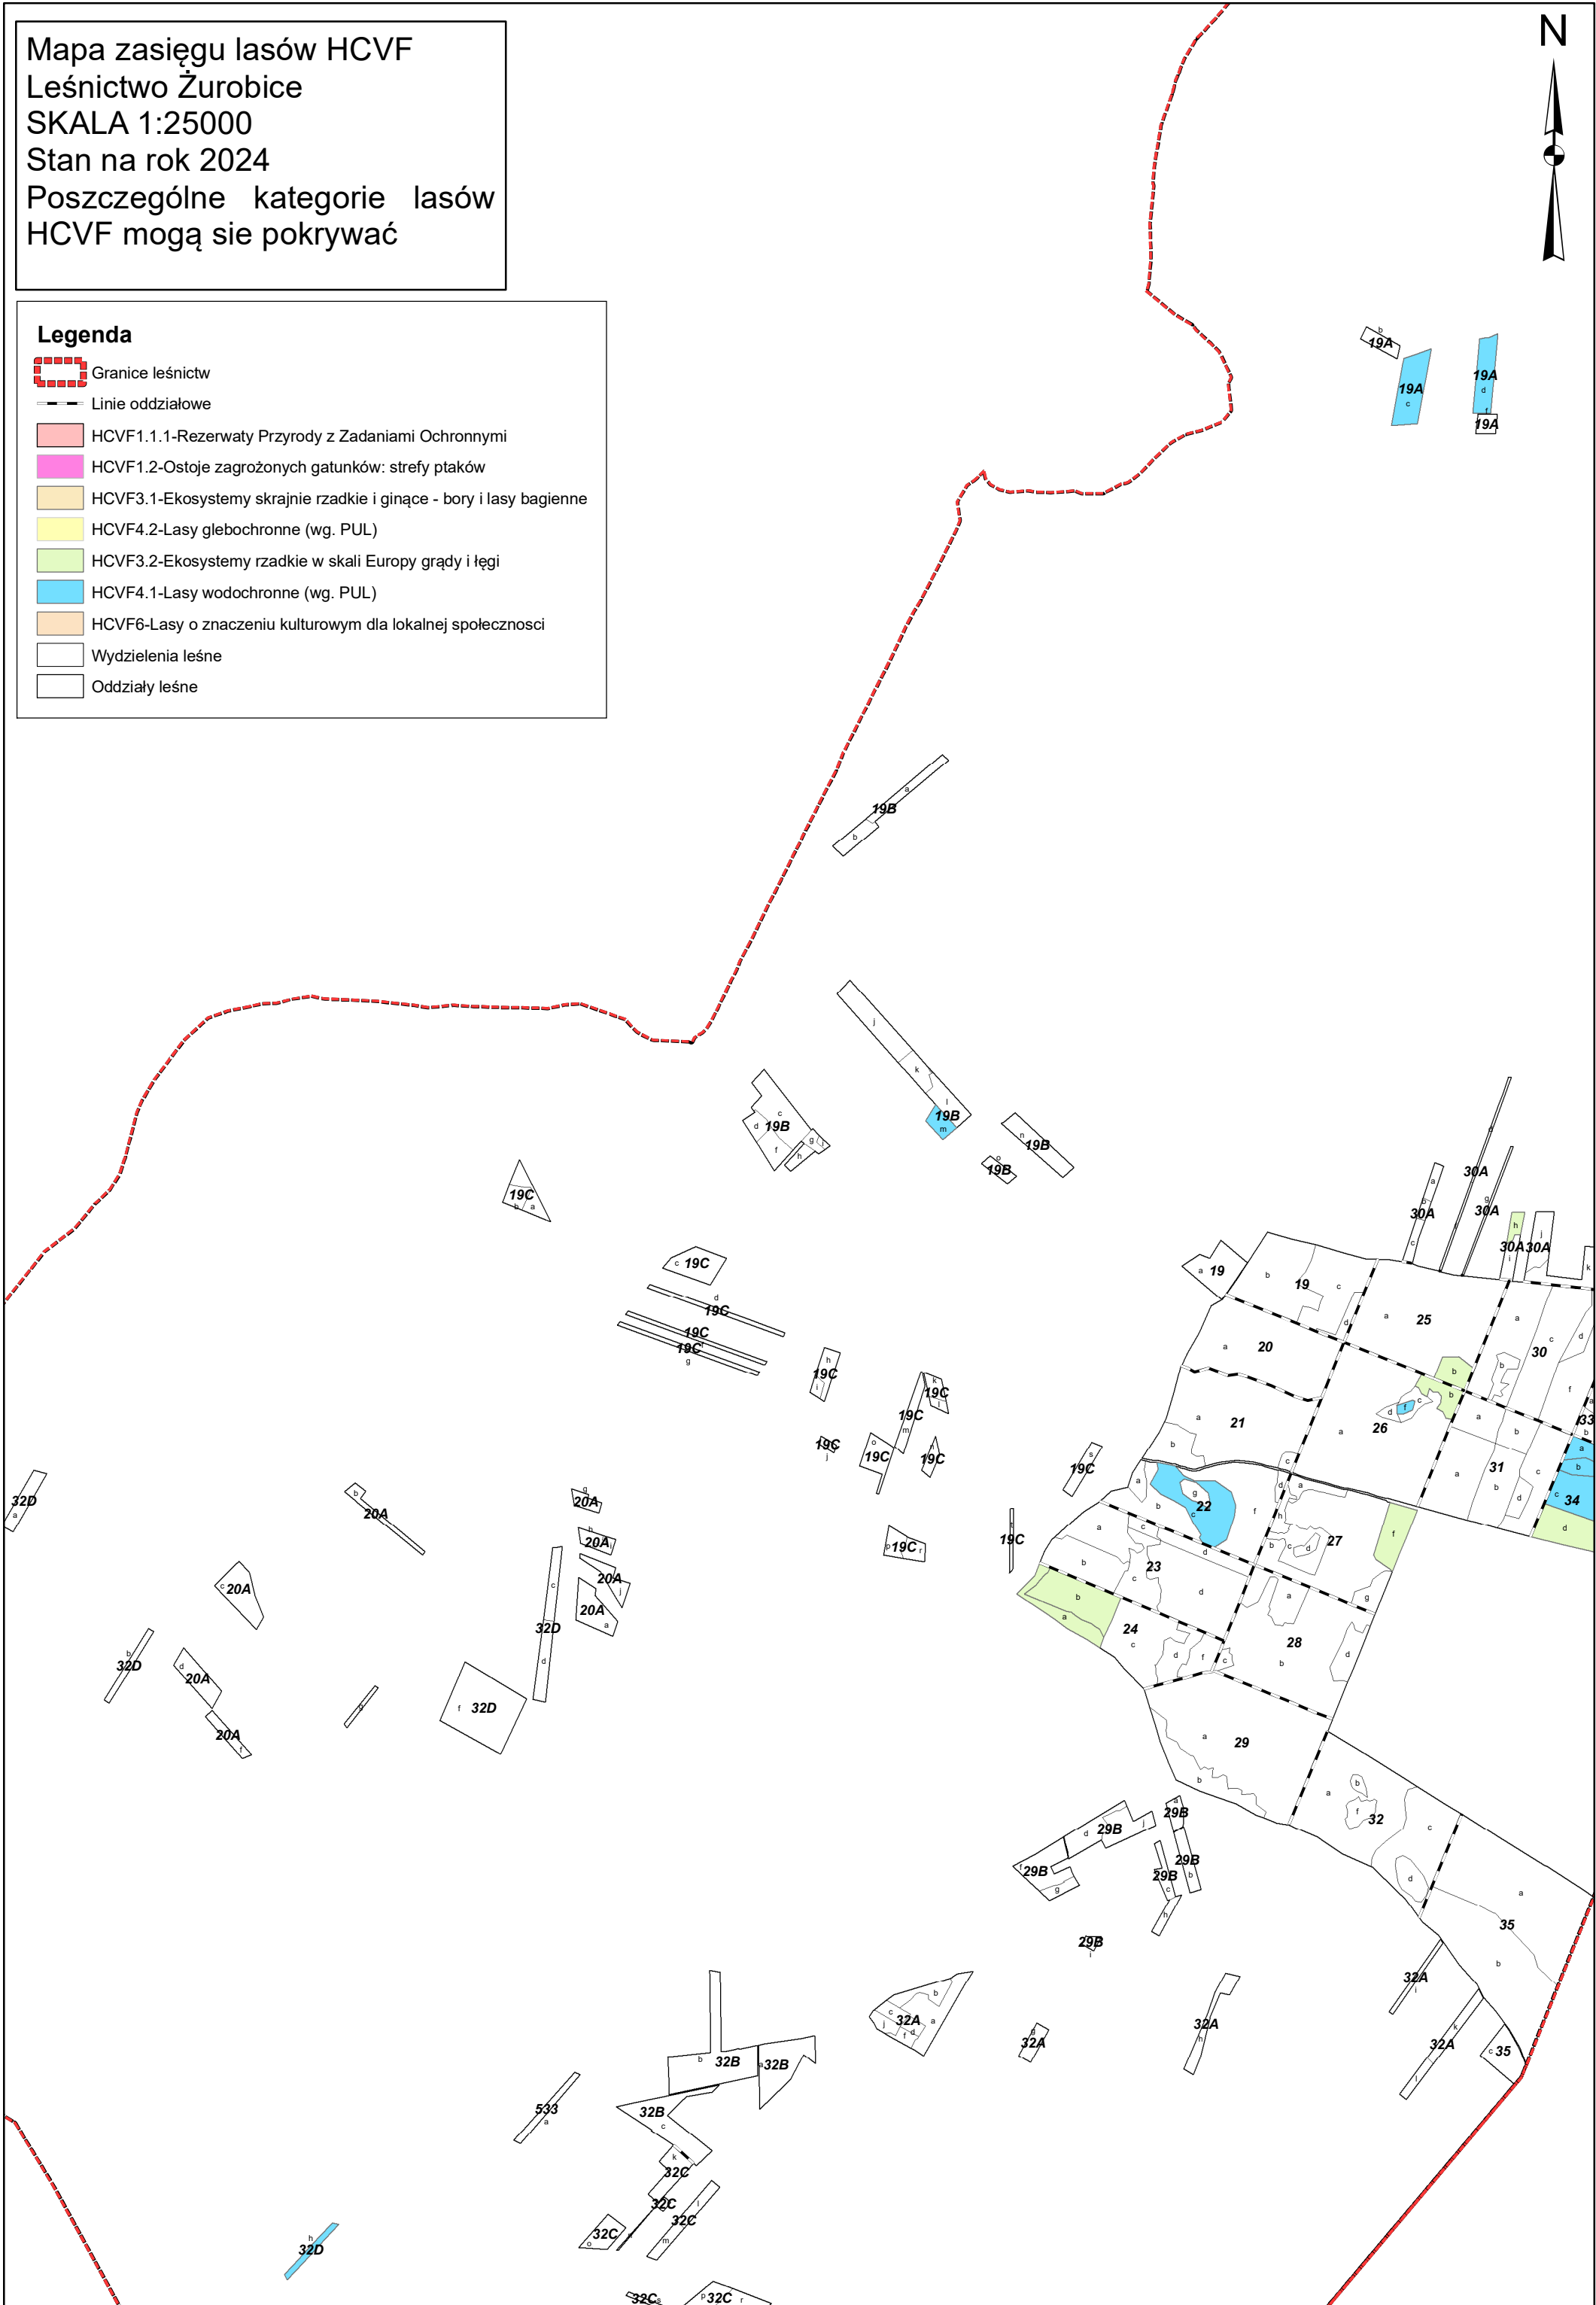 Mapa zasięgu lasów HCVF
Leśnictwo Żurobice
SKALA 1:25000
Stan na rok 2024
Poszczególne kategorie lasów
HCVF mogą sie pokrywać
N
Legenda
Granice leśnictw
Linie oddziałowe
HCVF1.1.1-Rezerwaty Przyrody z Zadaniami Ochronnymi
HCVF1.2-Ostoje zagrożonych gatunków: strefy ptaków
HCVF3.1-Ekosystemy skrajnie rzadkie i ginące - bory i lasy bagienne
HCVF4.2-Lasy glebochronne (wg. PUL)
HCVF3.2-Ekosystemy rzadkie w skali Europy grądy i łęgi
HCVF4.1-Lasy wodochronne (wg. PUL)
HCVF6-Lasy o znaczeniu kulturowym dla lokalnej społecznosci
Wydzielenia leśne
Oddziały leśne
b
19A
19A
c
19A
d
f
19A
a
19B
b
j
k
l
19B
m
c
d 19B
f
g
h
n
19B
o
19B
19C
b a
c 19C
d
19C
19C
19C
g
h
19C
i
k
19C
l
19C
m
o
19C
n
19C
19C
j
s
19C
t
19C
p 19C r
a
30A
c
30A
g
30A
h
30A 30A
i
j
k
a 19
b
19
c
d
a 25
a 20
a
21
b
b
b
c
d f
26
a
a
c
d
b
30
f
a
33
b
a
b
a
31
c
b
d
a
b
c 34
d
a
b
g
22
c
f
c
d a
h
b c d
27
f
g
a
c
b
23
c
d
d
b
a
24
c
d
f
c
a
28
b
d
a
29
b
a
b
f
32
c
d
a
35
b
c 35
32D
a
b
20A
g
20A
h
20A
20A
j
20A
a
c
32D
d
c 20A
b
32D
d
20A
20A
f
g
f 32D
a
29B
d 29B j
f
29B
g
29B
b
29B
c
h
29B
i
b
c
32A
a
j
f d
g
32A
32A
h
32A
i
k
32A
l
b 32B
a 32B
32B
c
533
a
k
32C
32C
l
32C
m
32C
o
h
32D
32C s
p 32C r